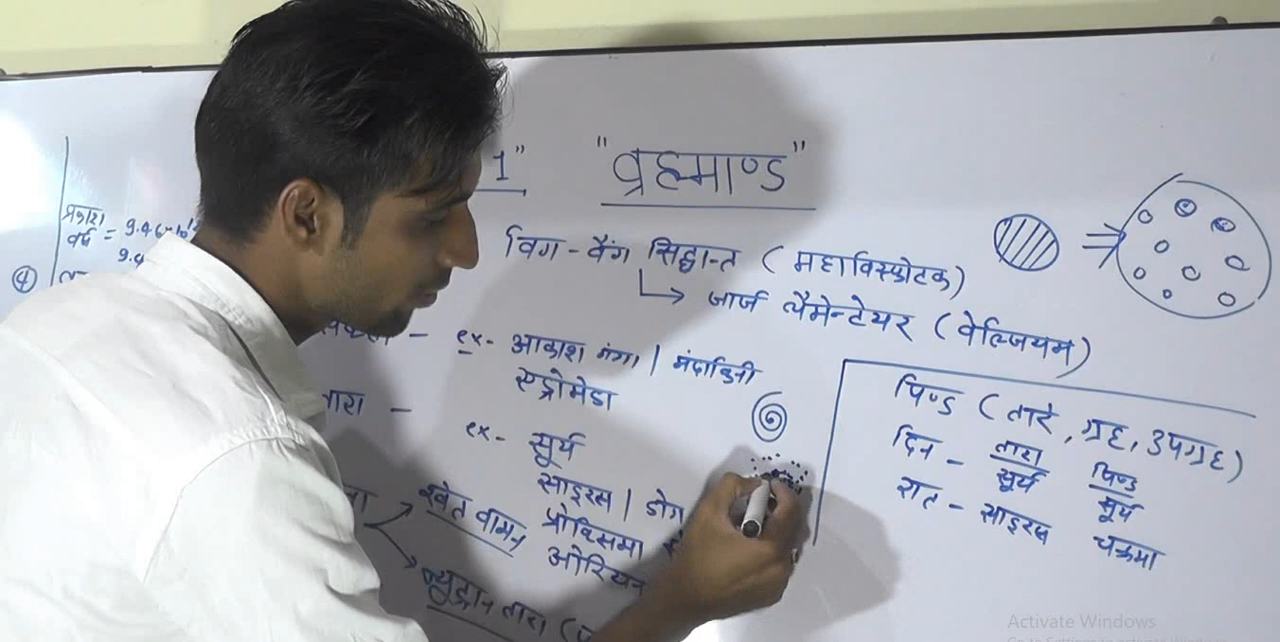 1" "ब्रह्माण्ड"
प्रकाश
वर्ष = 9.46×10
9.4
④
विग-वैंग सिद्धान्त (महाविस्फोटक)
↳ जार्ज लैमेन्टेयर (वेल्जियम)
ex- आकाश गंगा | मंदाकिनी
एन्ड्रोमेडा
तारा -
ex- सूर्य
साइरस | डोग
प्रोक्सिमा
ओरियन
श्वेत वामन
न्युट्रान तारा (
पिण्ड (तारे, ग्रह, उपग्रह)
दिन - तारा पिण्ड
सूर्य सूर्य
रात - साइरस चन्द्रमा
Activate Windows